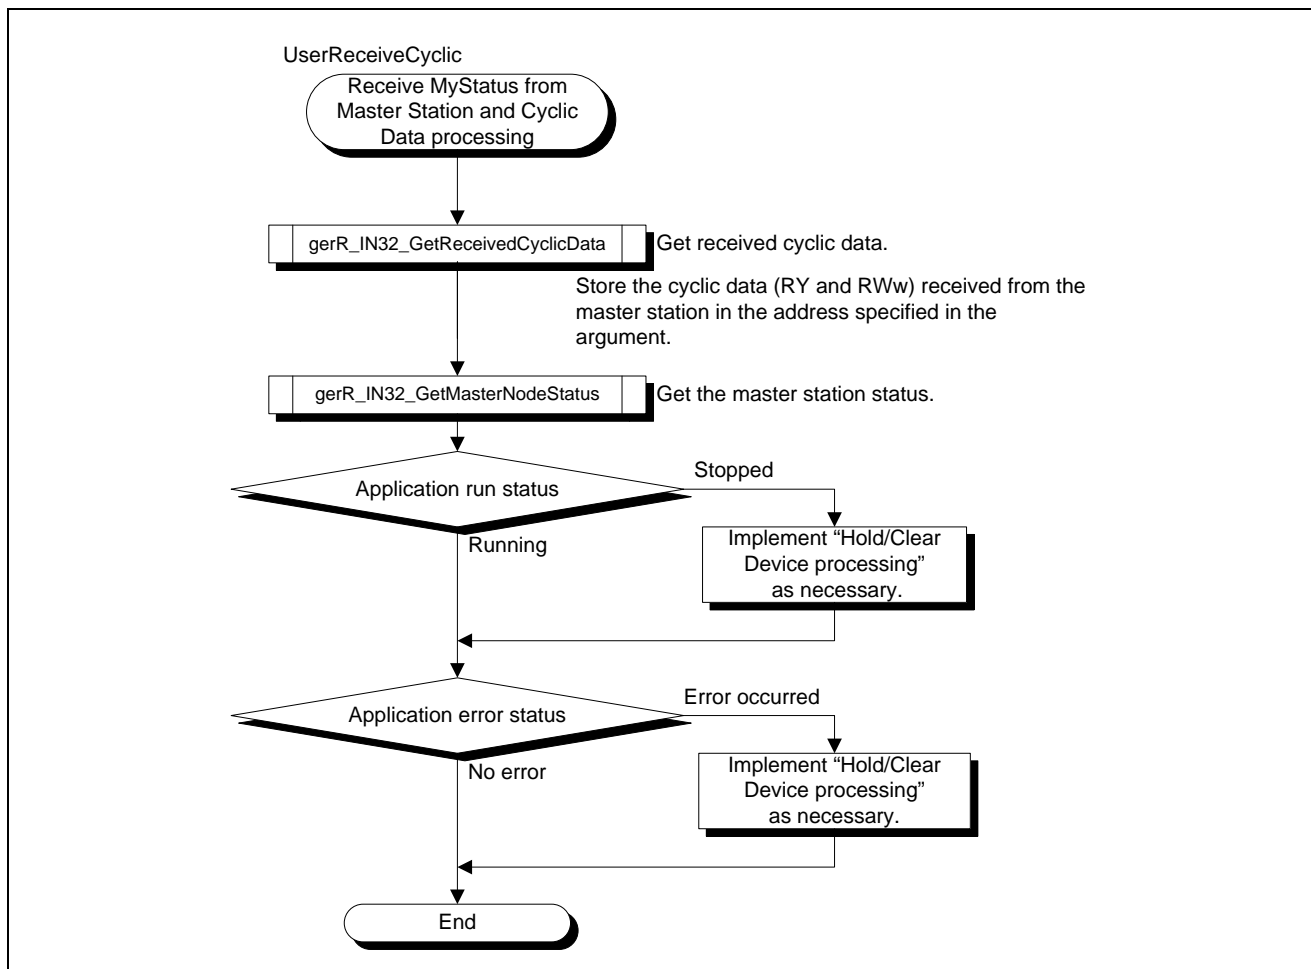 UserReceiveCyclic
Receive MyStatus from
Master Station and Cyclic
Data processing
gerR_IN32_GetReceivedCyclicData
Get received cyclic data.
Store the cyclic data (RY and RWw) received from the
master station in the address specified in the
argument.
gerR_IN32_GetMasterNodeStatus
Get the master station status.
Application run status
Stopped
Running
Implement “Hold/Clear
Device processing”
as necessary.
Application error status
Error occurred
No error
Implement “Hold/Clear
Device processing”
as necessary.
End